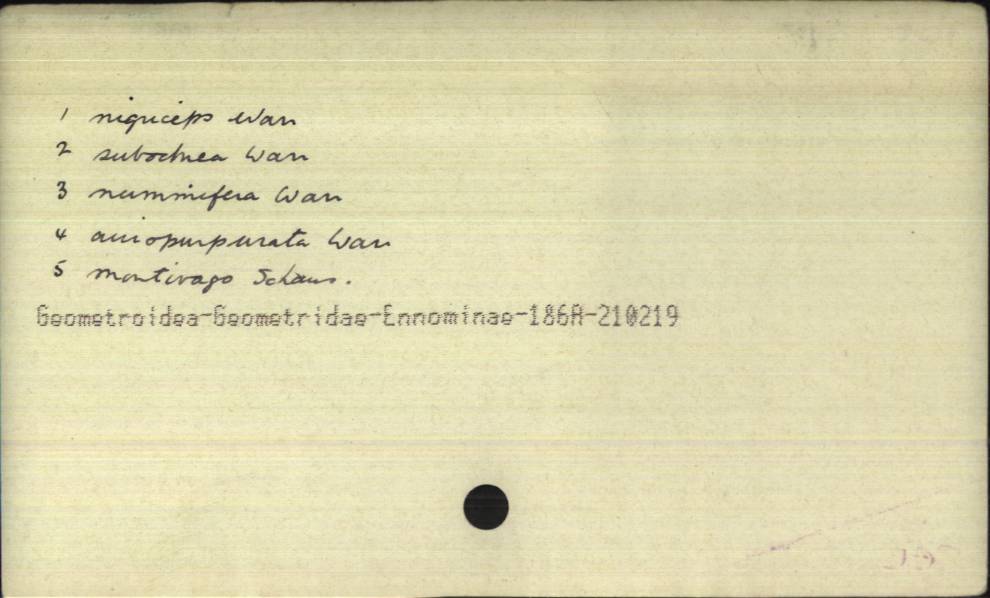 1 nigriceps Warr
2 subochrea Warr
3 nummifera Warr
4 auropurpurata Warr
5 montivago Schaus.
Geometroidea-Geometridae-Ennominae-186A-210219